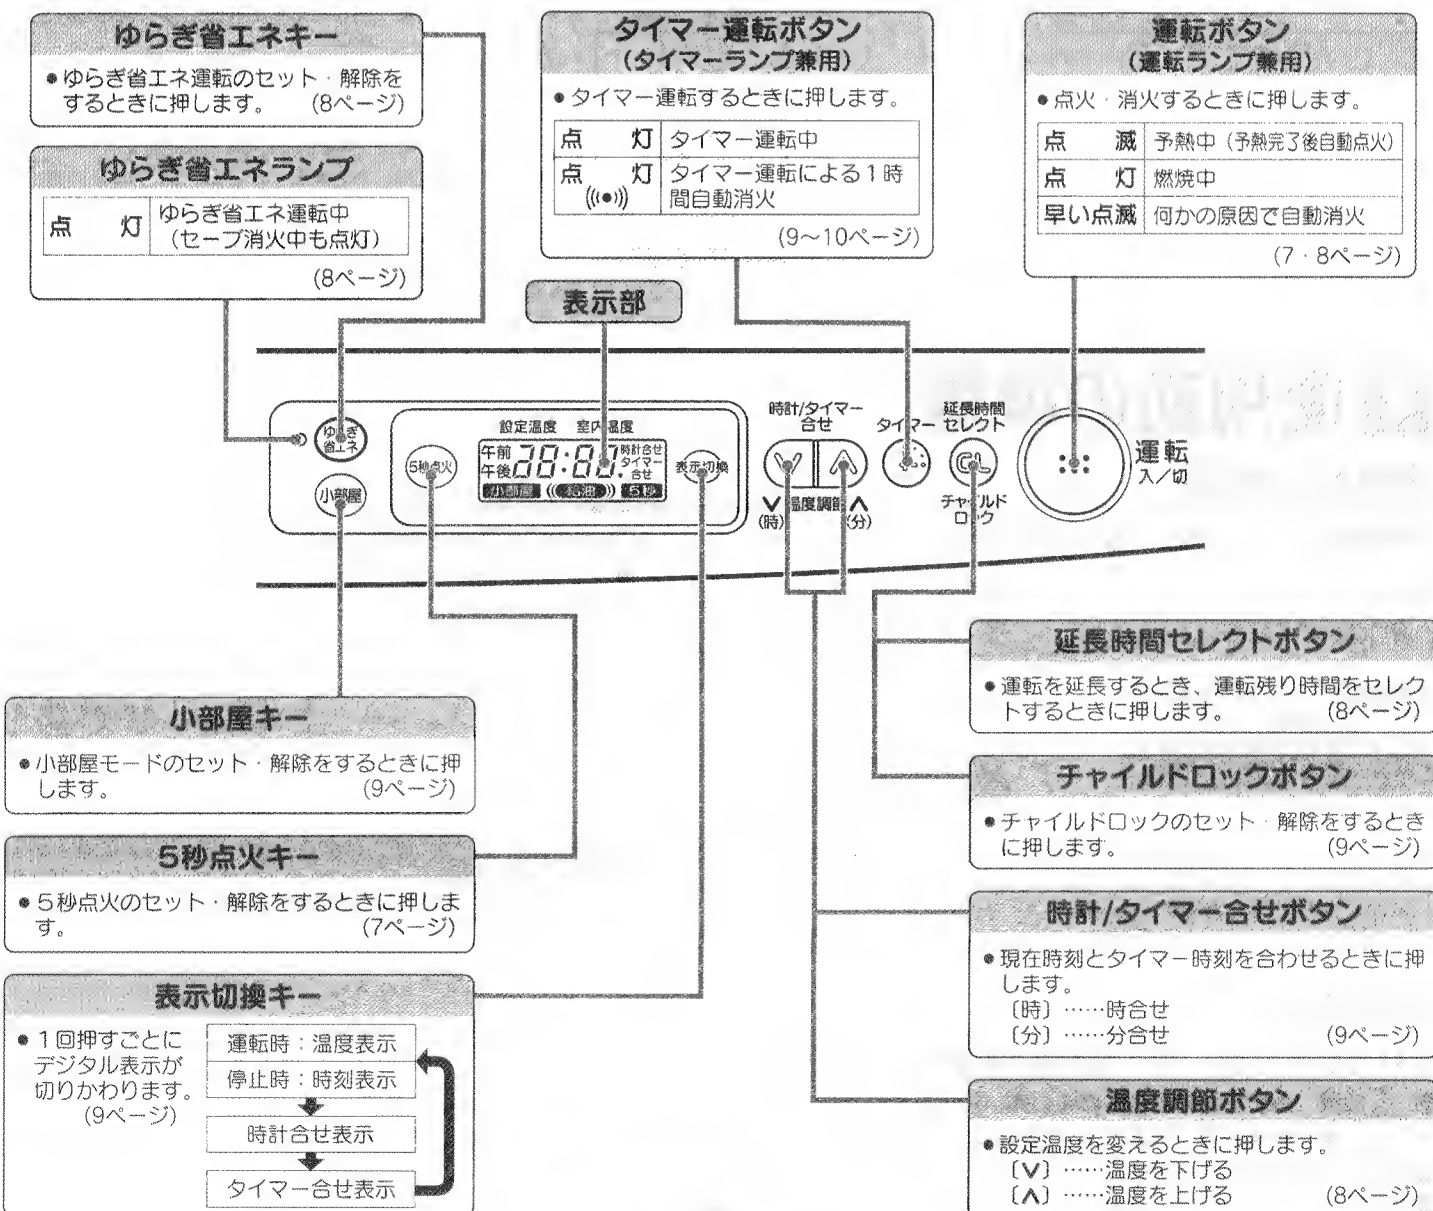 ゆらぎ省エネキー
●ゆらぎ省エネ運転のセット・解除を
するときに押します。 (8ページ)
ゆらぎ省エネランプ
点 灯 ゆらぎ省エネ運転中
(セーブ消火中も点灯)
(8ページ)
タイマー運転ボタン
(タイマーランプ兼用)
●タイマー運転するときに押します。
点 灯 タイマー運転中
点 灯 タイマー運転による1時
((●)) 間自動消火
(9〜10ページ)
運転ボタン
(運転ランプ兼用)
●点火・消火するときに押します。
点 滅 予熱中(予熱完了後自動点火)
点 灯 燃焼中
早い点滅 何かの原因で自動消火
(7・8ページ)
表示部
ゆらぎ
省エネ
小部屋
5秒点火
設定温度 室内温度
午前
午後
88:88.
時計合せ
タイマー
合せ
小部屋 ((給油)) 5秒
表示切換
時計/タイマー
合せ
∨ 温度調節 ∧
(時) (分)
タイマー
延長時間
セレクト
CL
チャイルド
ロック
運転
入/切
小部屋キー
●小部屋モードのセット・解除をするときに押
します。 (9ページ)
5秒点火キー
●5秒点火のセット・解除をするときに押しま
す。 (7ページ)
表示切換キー
●1回押すごとに
デジタル表示が
切りかわります。
(9ページ)
運転時:温度表示
停止時:時刻表示
時計合せ表示
タイマー合せ表示
延長時間セレクトボタン
●運転を延長するとき、運転残り時間をセレク
トするときに押します。 (8ページ)
チャイルドロックボタン
●チャイルドロックのセット・解除をするとき
に押します。 (9ページ)
時計/タイマー合せボタン
●現在時刻とタイマー時刻を合わせるときに押
します。
〔時〕……時合せ
〔分〕……分合せ (9ページ)
温度調節ボタン
●設定温度を変えるときに押します。
〔∨〕……温度を下げる
〔∧〕……温度を上げる (8ページ)